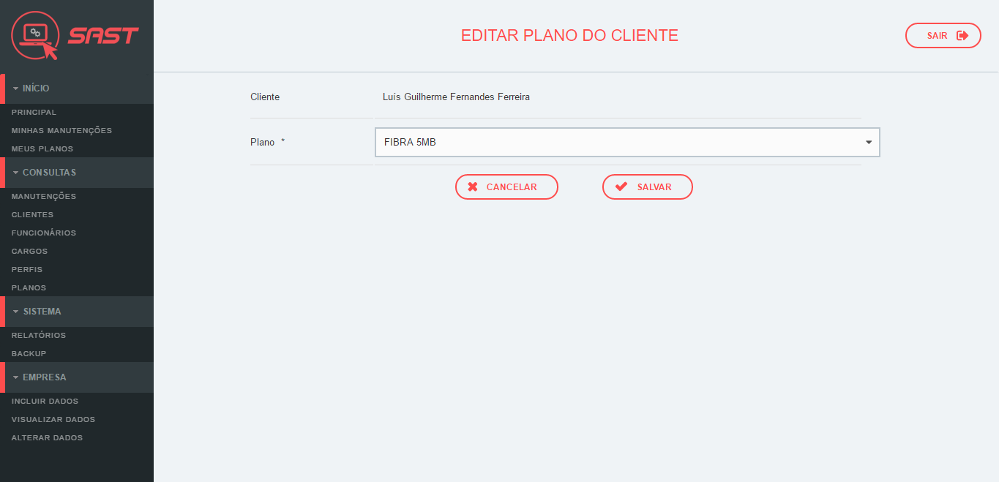 SAST
EDITAR PLANO DO CLIENTE
SAIR
INÍCIO
PRINCIPAL
MINHAS MANUTENÇÕES
MEUS PLANOS
CONSULTAS
MANUTENÇÕES
CLIENTES
FUNCIONÁRIOS
CARGOS
PERFIS
PLANOS
SISTEMA
RELATÓRIOS
BACKUP
EMPRESA
INCLUIR DADOS
VISUALIZAR DADOS
ALTERAR DADOS
Cliente Luís Guilherme Fernandes Ferreira
Plano * FIBRA 5MB
CANCELAR SALVAR